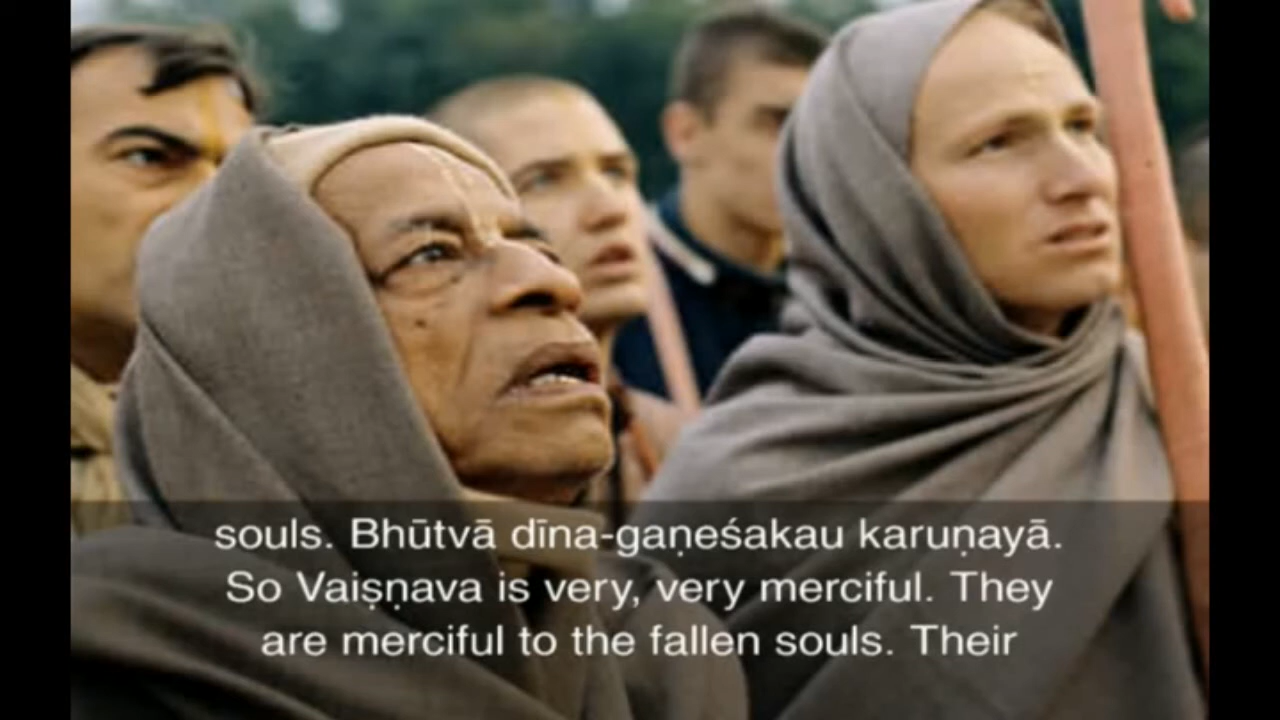 souls. Bhūtvā dīna-gaṇeśakau karuṇayā.
So Vaiṣṇava is very, very merciful. They
are merciful to the fallen souls. Their